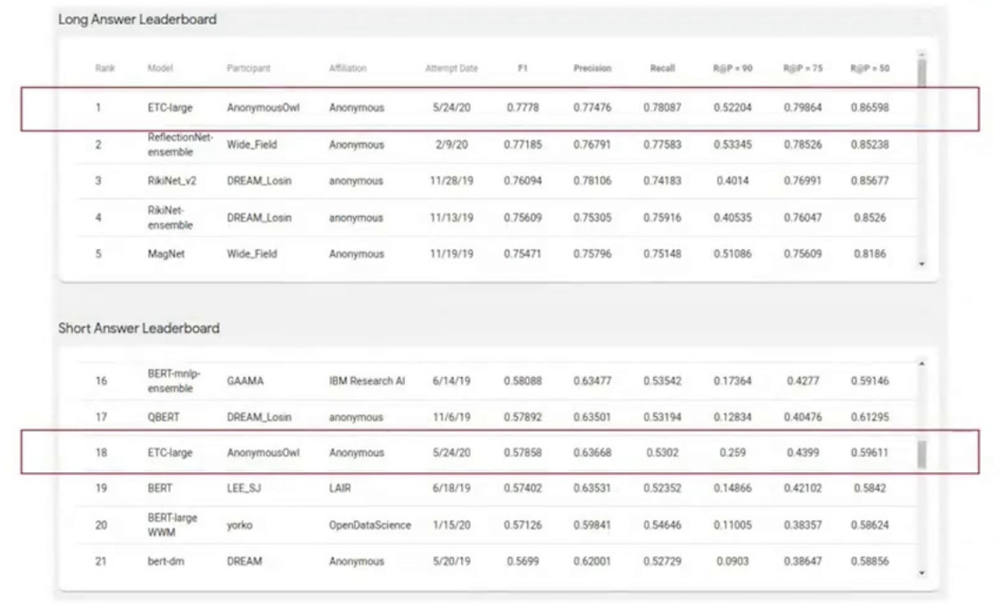 Long Answer Leaderboard
Rank Model Participant Affiliation Attempt Date F1 Precision Recall R@P = 90 R@P = 75 R@P = 50
1 ETC-large AnonymousOwl Anonymous 5/24/20 0.7778 0.77476 0.78087 0.52204 0.79864 0.86598
2 ReflectionNet-ensemble Wide_Field Anonymous 2/9/20 0.77185 0.76791 0.77583 0.53345 0.78526 0.85238
3 RikiNet_v2 DREAM_Losin anonymous 11/28/19 0.76094 0.78106 0.74183 0.4014 0.76991 0.85677
4 RikiNet-ensemble DREAM_Losin anonymous 11/13/19 0.75609 0.75305 0.75916 0.40535 0.76047 0.8526
5 MagNet Wide_Field Anonymous 11/19/19 0.75471 0.75796 0.75148 0.51086 0.75609 0.8186
Short Answer Leaderboard
16 BERT-mnlp-ensemble GAAMA IBM Research AI 6/14/19 0.58088 0.63477 0.53542 0.17364 0.4277 0.59146
17 QBERT DREAM_Losin anonymous 11/6/19 0.57892 0.63501 0.53194 0.12834 0.40476 0.61295
18 ETC-large AnonymousOwl Anonymous 5/24/20 0.57858 0.63668 0.5302 0.259 0.4399 0.59611
19 BERT LEE_SJ LAIR 6/18/19 0.57402 0.63531 0.52352 0.14866 0.42102 0.5842
20 BERT-large WWM yorko OpenDataScience 1/15/20 0.57126 0.59841 0.54646 0.11005 0.38357 0.58624
21 bert-dm DREAM Anonymous 5/20/19 0.5699 0.62001 0.52729 0.0903 0.38647 0.58856